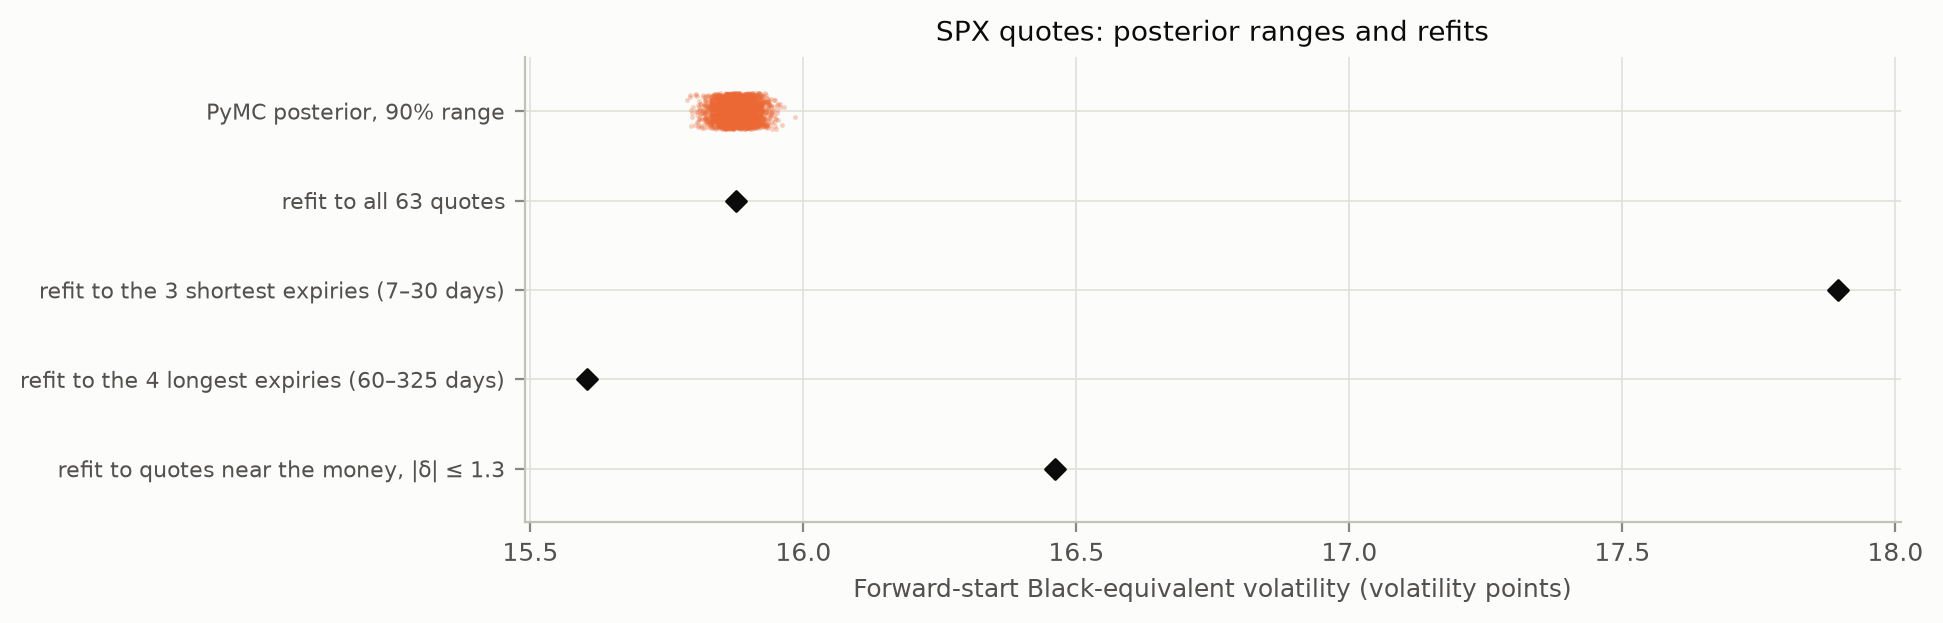 SPX quotes: posterior ranges and refits
PyMC posterior, 90% range
refit to all 63 quotes
refit to the 3 shortest expiries (7–30 days)
refit to the 4 longest expiries (60–325 days)
refit to quotes near the money, |δ| ≤ 1.3
15.5 16.0 16.5 17.0 17.5 18.0
Forward-start Black-equivalent volatility (volatility points)